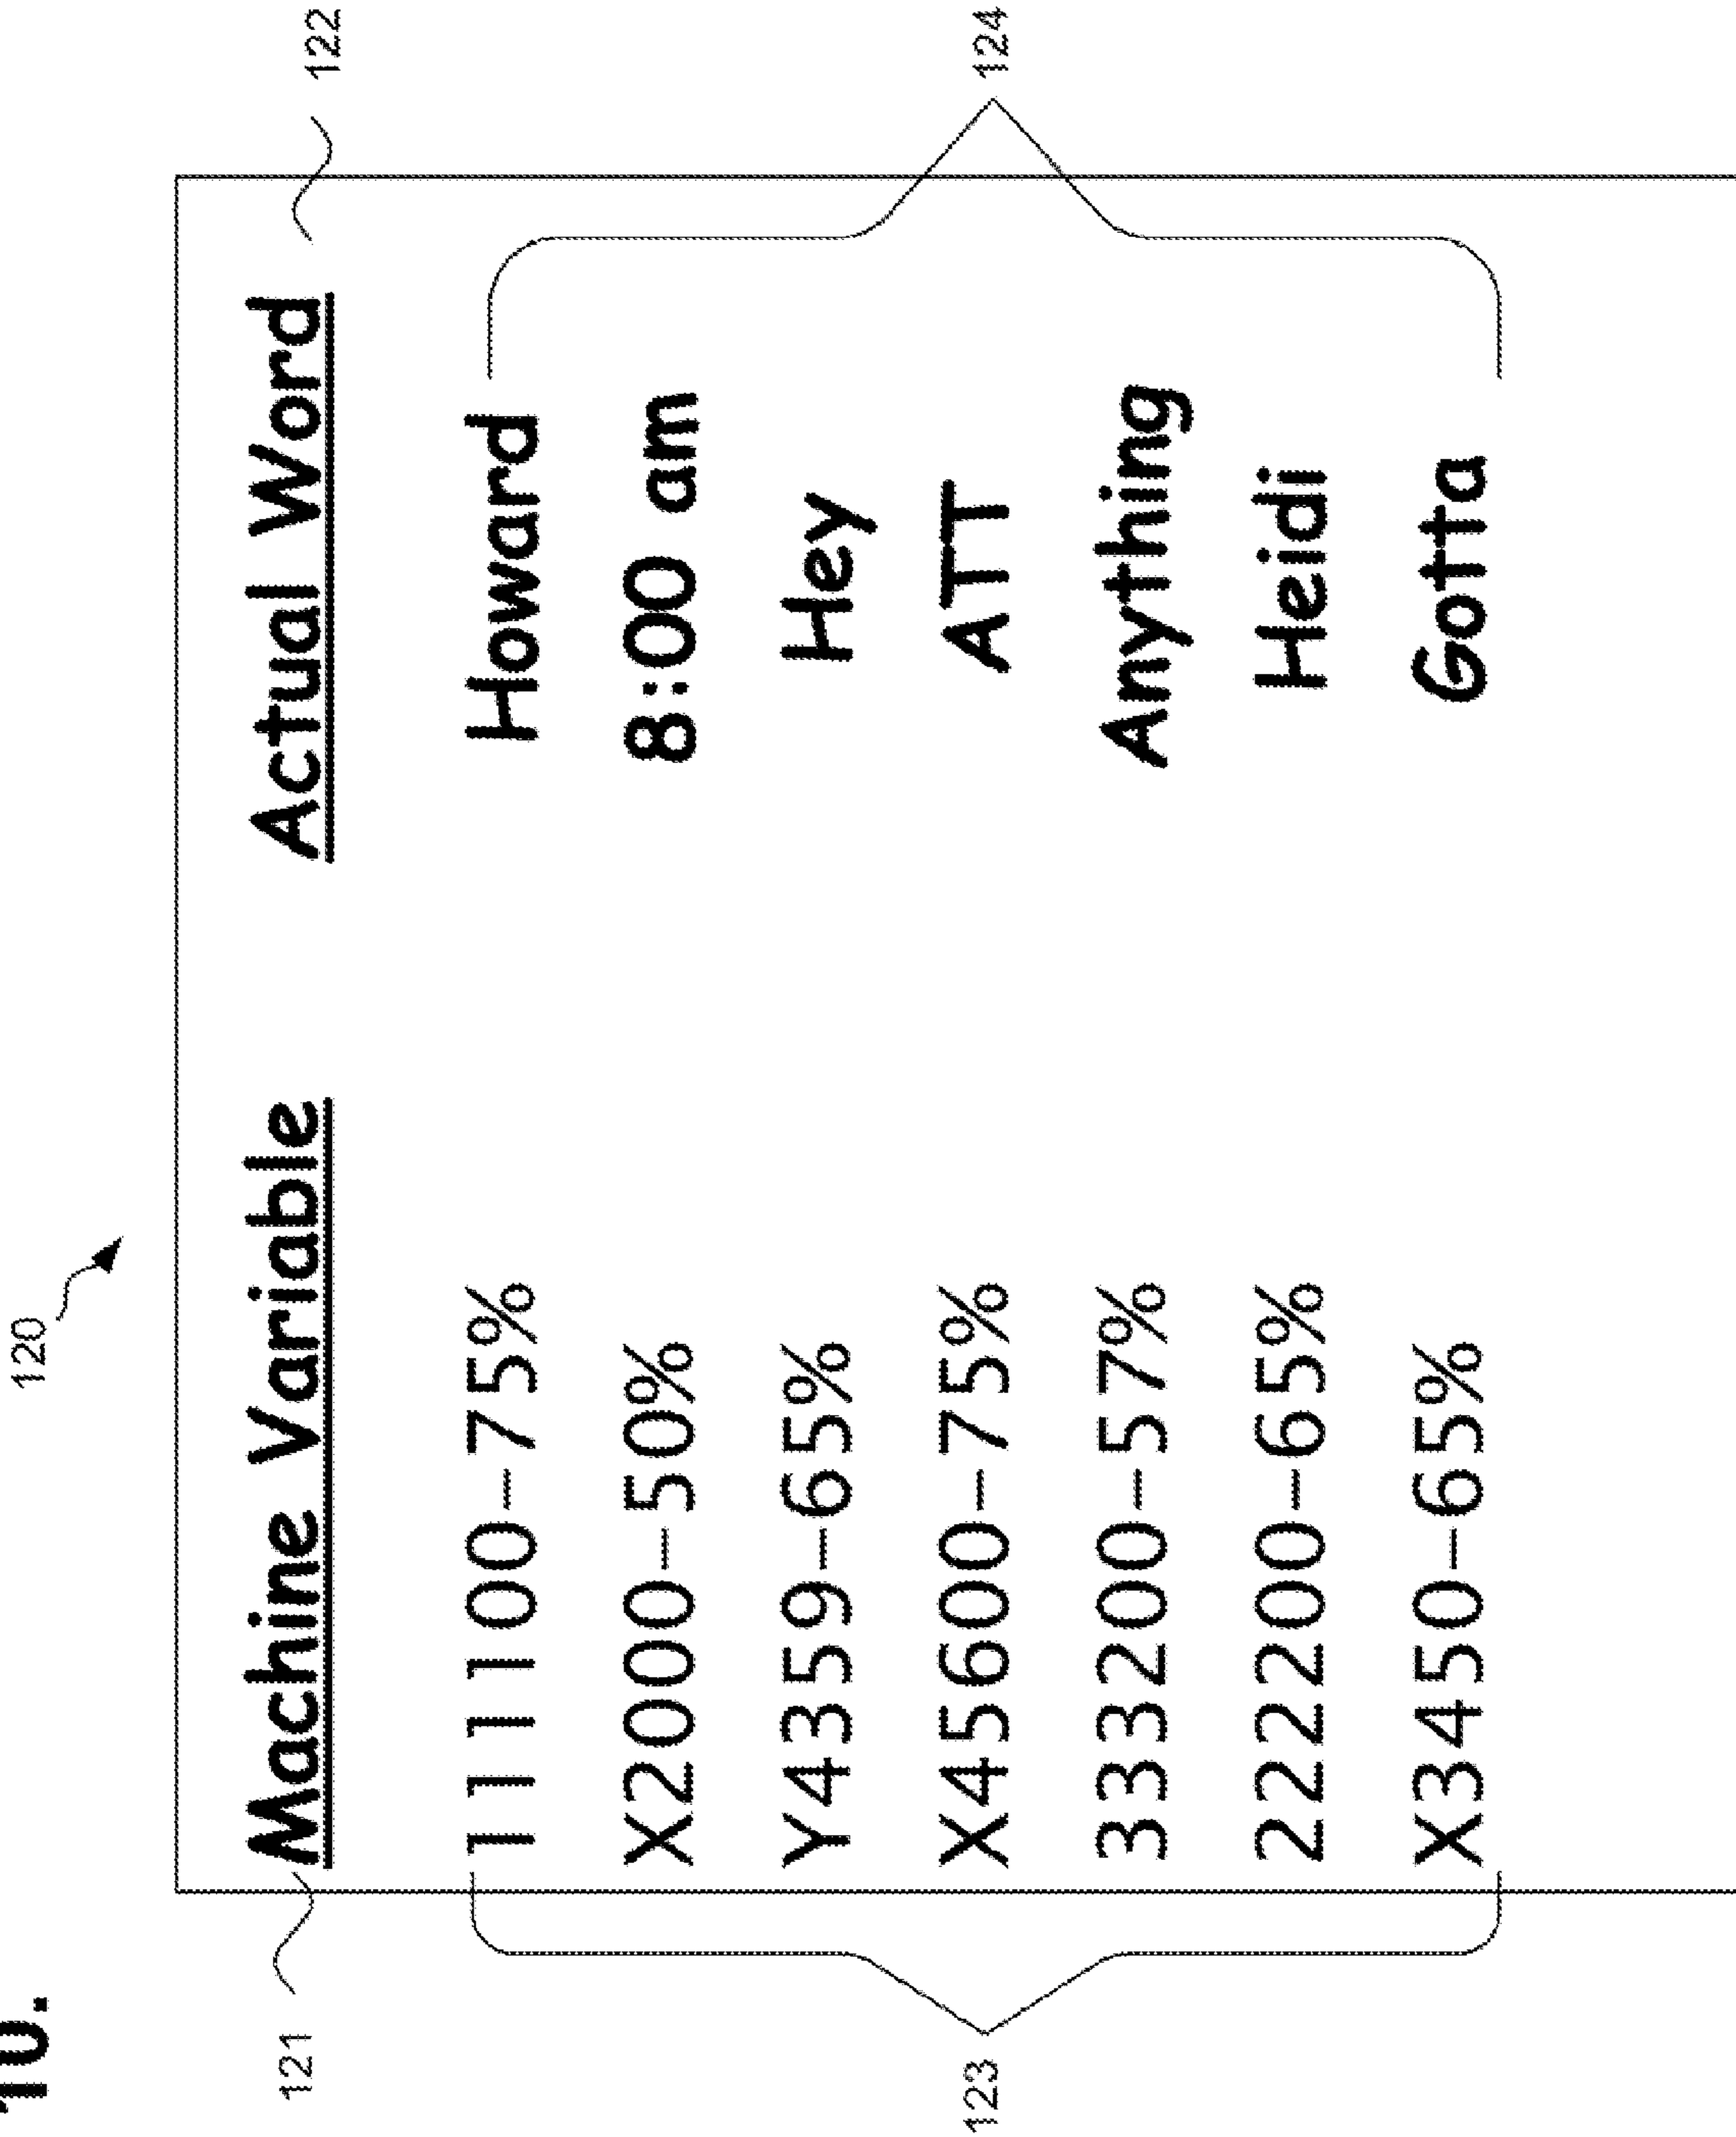 10.
120
121 Machine Variable Actual Word 122
111100-75% Howard
X2000-50% 8:00 am
Y4359-65% Hey
123 X45600-75% ATT 124
333200-57% Anything
222200-65% Heidi
X3450-65% Gotta